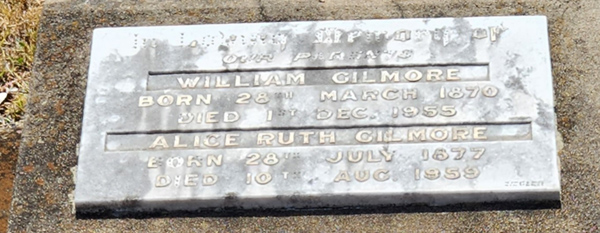 In Loving Memory of
OUR PARENTS
WILLIAM GILMORE
BORN 28TH MARCH 1870
DIED 1ST DEC. 1955
ALICE RUTH GILMORE
BORN 28TH JULY 1877
DIED 10TH AUG. 1959